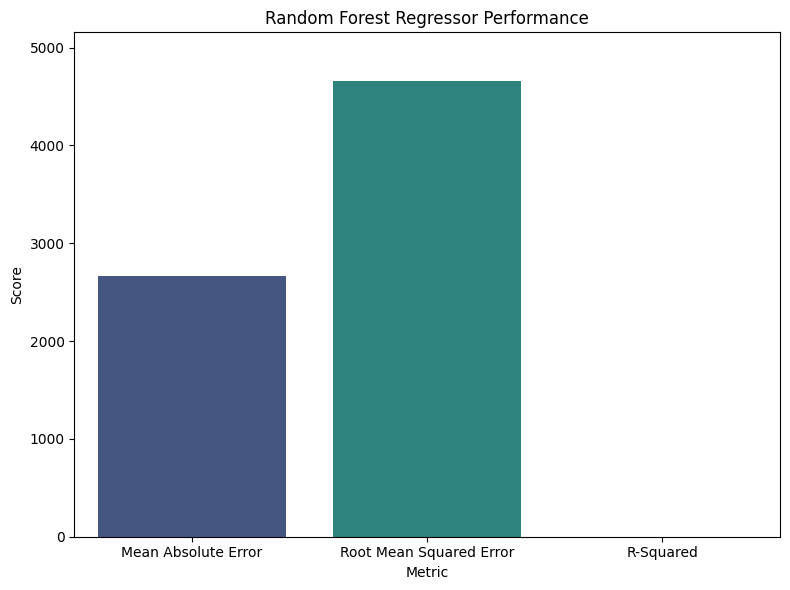 Random Forest Regressor Performance
5000
4000
3000
2000
1000
0
Score
Mean Absolute Error
Root Mean Squared Error
R-Squared
Metric